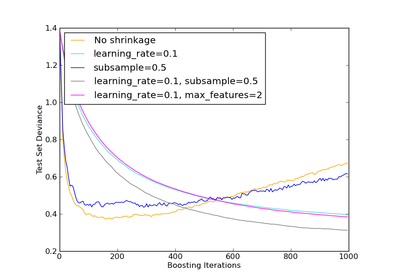 1.4
1.2
1.0
0.8
0.6
0.4
0.2
Test Set Deviance
No shrinkage
learning_rate=0.1
subsample=0.5
learning_rate=0.1, subsample=0.5
learning_rate=0.1, max_features=2
0 200 400 600 800 1000
Boosting Iterations